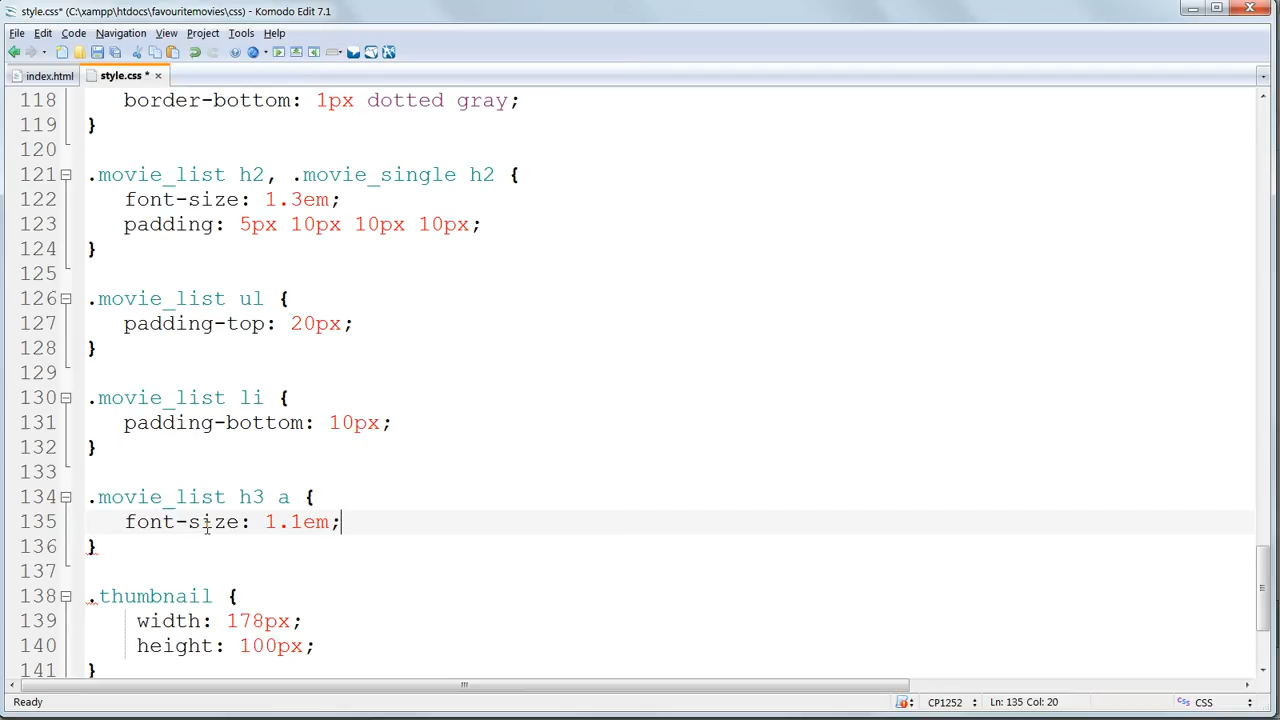 style.css* (C:\xampp\htdocs\favouritemovies\css) - Komodo Edit 7.1
File Edit Code Navigation View Project Tools Help
index.html style.css *
118 border-bottom: 1px dotted gray;
119 }
120
121 .movie_list h2, .movie_single h2 {
122 font-size: 1.3em;
123 padding: 5px 10px 10px 10px;
124 }
125
126 .movie_list ul {
127 padding-top: 20px;
128 }
129
130 .movie_list li {
131 padding-bottom: 10px;
132 }
133
134 .movie_list h3 a {
135 font-size: 1.1em;
136 }
137
138 .thumbnail {
139 width: 178px;
140 height: 100px;
141 }
Ready CP1252 Ln: 135 Col: 20 CSS